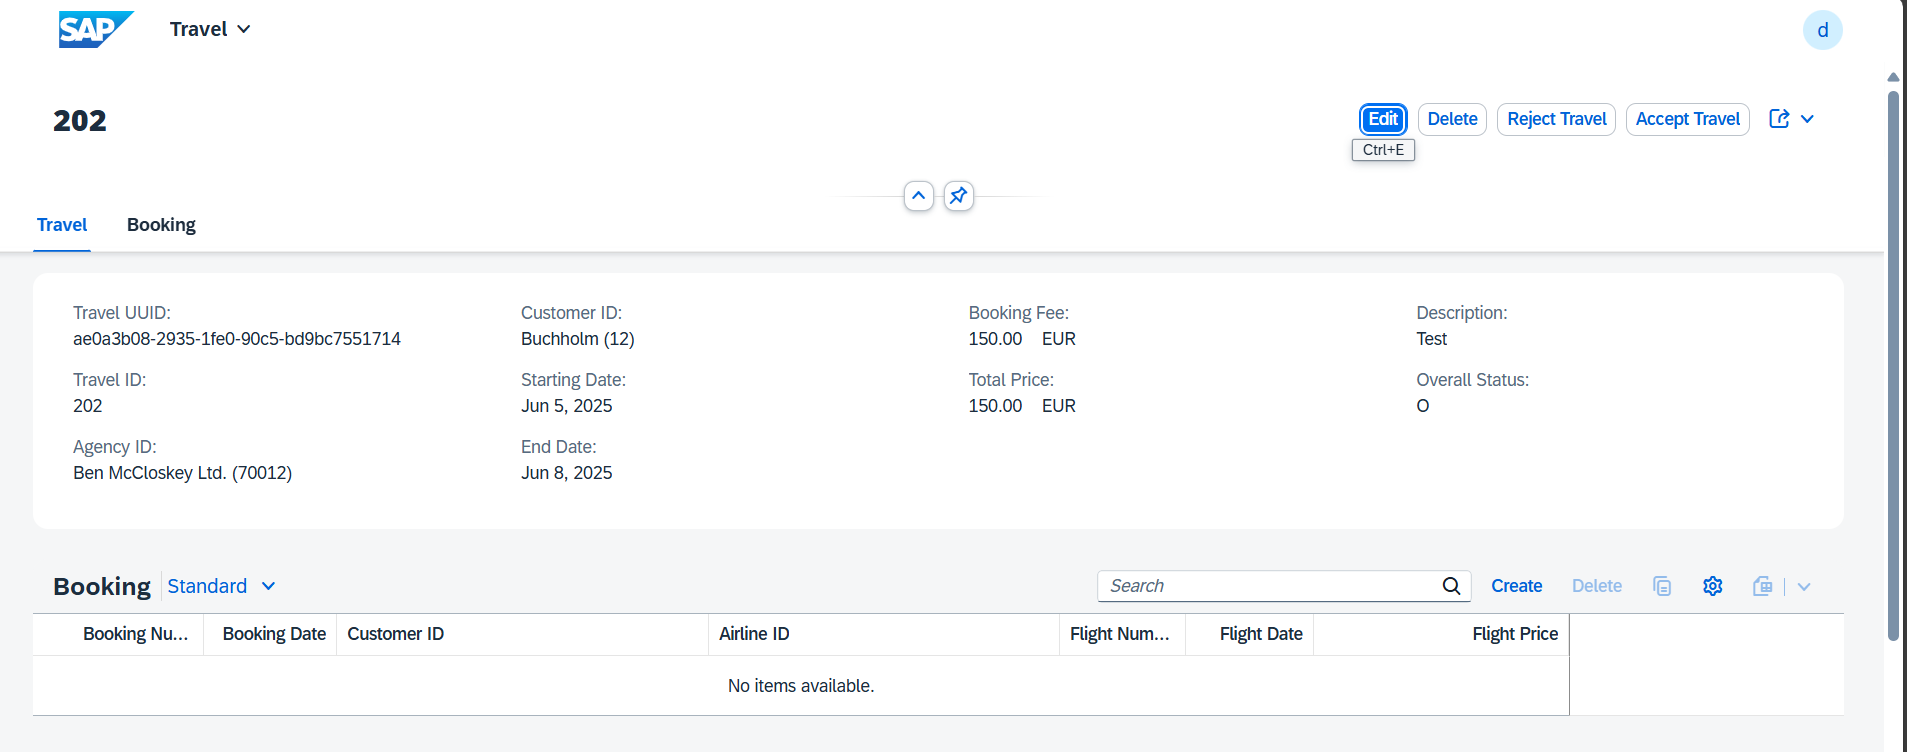 SAP Travel d
202 Edit Delete Reject Travel Accept Travel
Ctrl+E
Travel Booking
Travel UUID: Customer ID: Booking Fee: Description:
ae0a3b08-2935-1fe0-90c5-bd9bc7551714 Buchholm (12) 150.00 EUR Test
Travel ID: Starting Date: Total Price: Overall Status:
202 Jun 5, 2025 150.00 EUR O
Agency ID: End Date:
Ben McCloskey Ltd. (70012) Jun 8, 2025
Booking Standard Search Create Delete
Booking Nu... Booking Date Customer ID Airline ID Flight Num... Flight Date Flight Price
No items available.